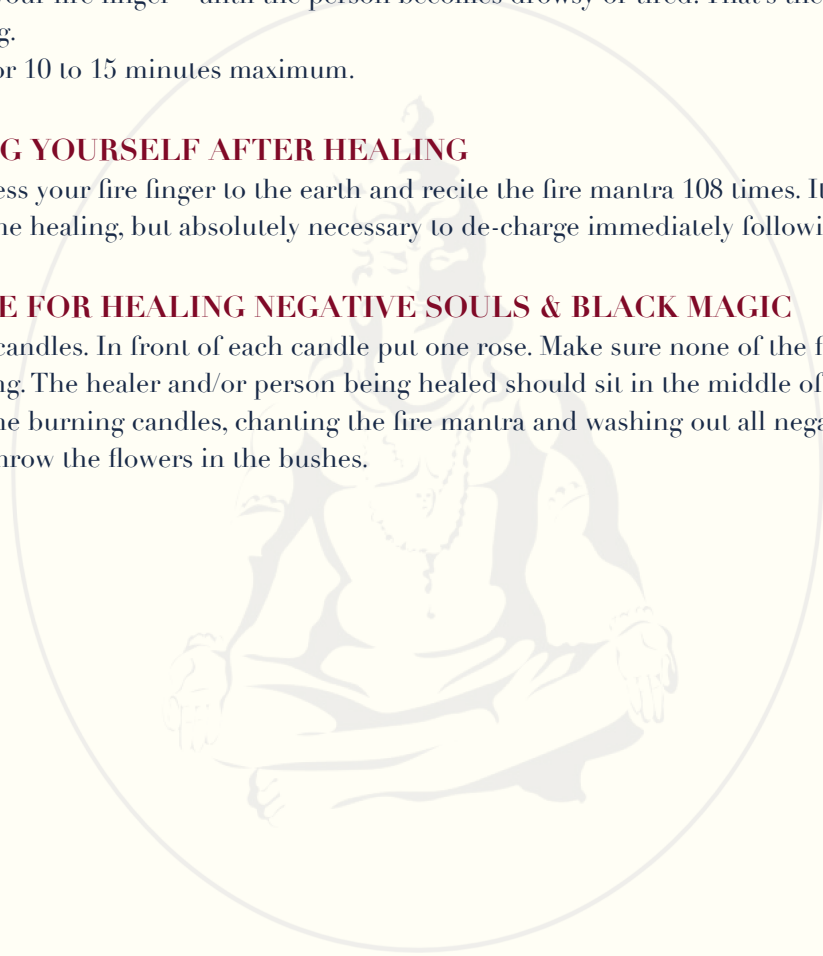 your fire finger – until the person becomes drowsy or tired. That's the
g.
or 10 to 15 minutes maximum.
G YOURSELF AFTER HEALING
ess your fire finger to the earth and recite the fire mantra 108 times. It
he healing, but absolutely necessary to de-charge immediately followi
E FOR HEALING NEGATIVE SOULS & BLACK MAGIC
candles. In front of each candle put one rose. Make sure none of the f
ng. The healer and/or person being healed should sit in the middle of
he burning candles, chanting the fire mantra and washing out all nega
hrow the flowers in the bushes.